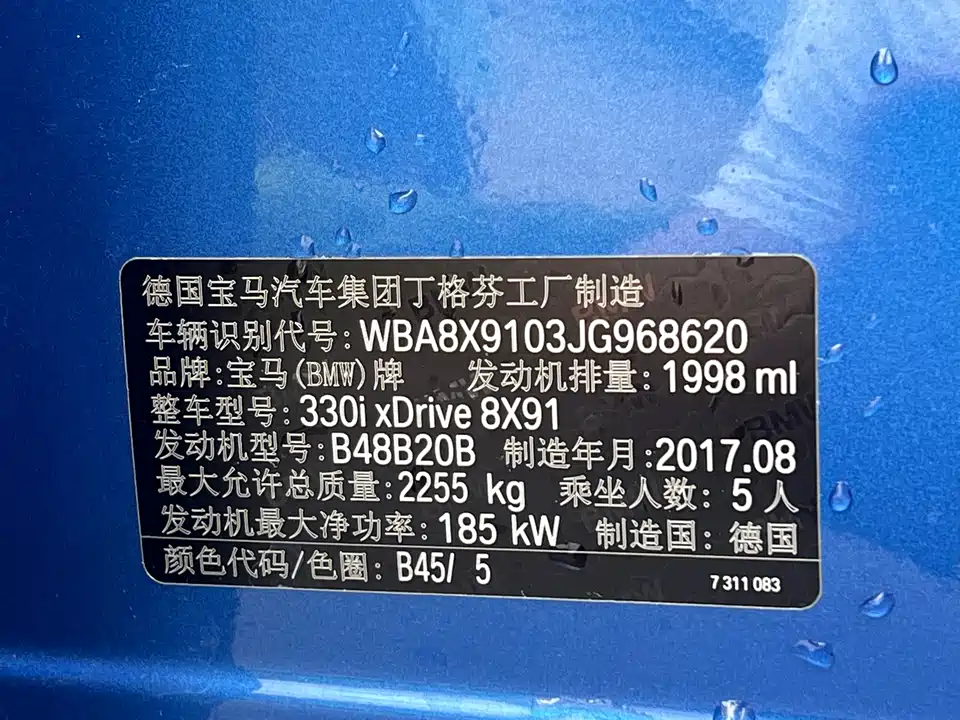 德国宝马汽车集团丁格芬工厂制造
车辆识别代号:WBA8X9103JG968620
品牌:宝马(BMW)牌 发动机排量:1998 ml
整车型号:330i xDrive 8X91
发动机型号:B48B20B 制造年月:2017.08
最大允许总质量:2255 kg 乘坐人数:5人
发动机最大净功率:185 kW 制造国:德国
颜色代码/色圈:B45/ 5 7 311 083